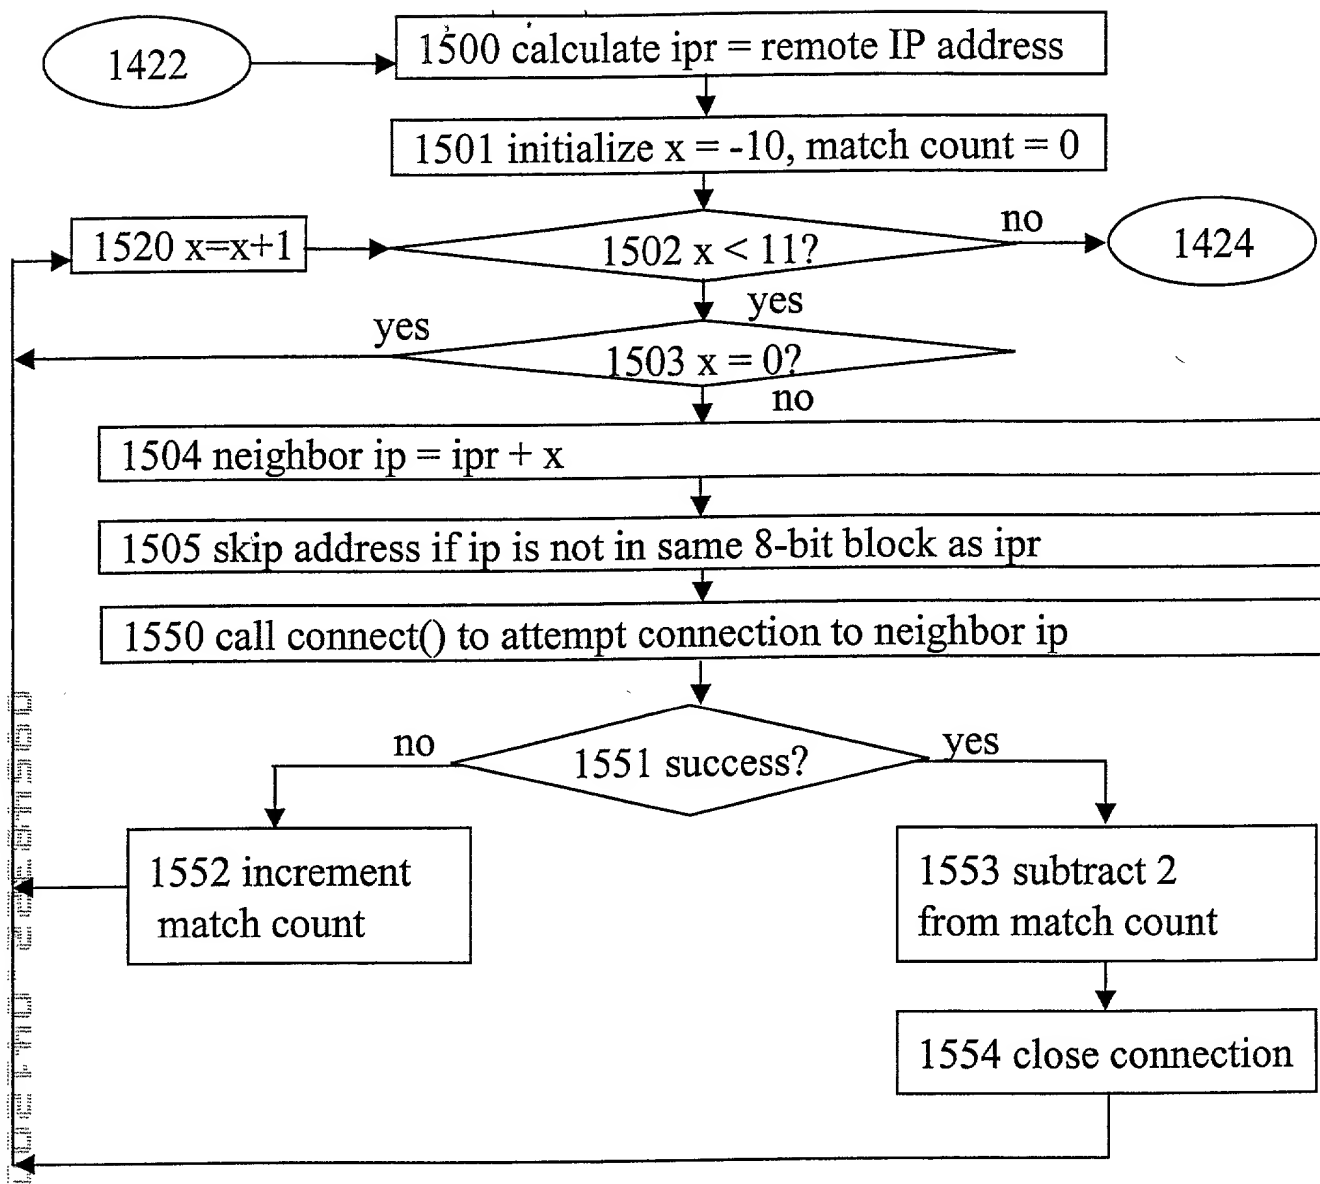 1422
1500 calculate ipr = remote IP address
1501 initialize x = -10, match count = 0
1520 x=x+1
1502 x < 11?
no
1424
yes
yes
1503 x = 0?
no
1504 neighbor ip = ipr + x
1505 skip address if ip is not in same 8-bit block as ipr
1550 call connect() to attempt connection to neighbor ip
no
1551 success?
yes
1552 increment
match count
1553 subtract 2
from match count
1554 close connection